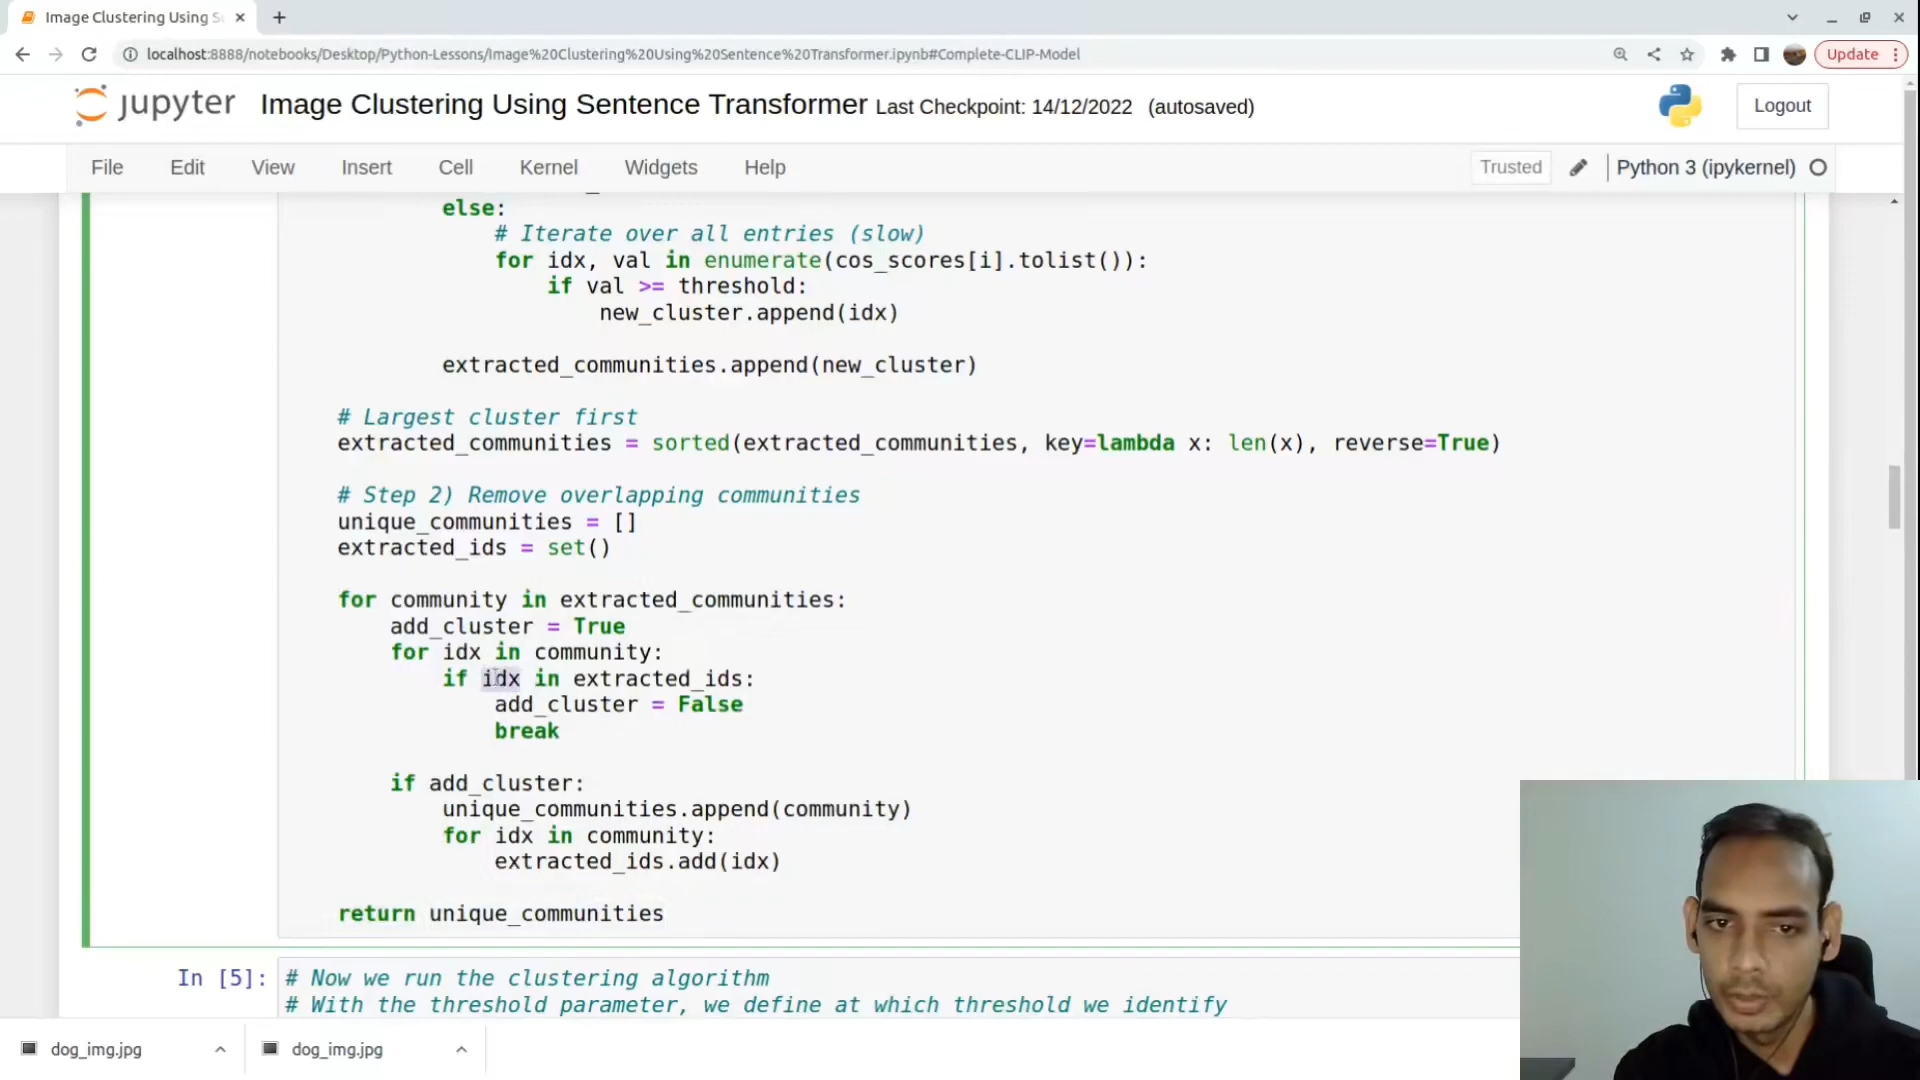 Image Clustering Using S
localhost:8888/notebooks/Desktop/Python-Lessons/Image%20Clustering%20Using%20Sentence%20Transformer.ipynb#Complete-CLIP-Model
Update
jupyter Image Clustering Using Sentence Transformer Last Checkpoint: 14/12/2022 (autosaved)
Logout
File Edit View Insert Cell Kernel Widgets Help
Trusted Python 3 (ipykernel)
else:
# Iterate over all entries (slow)
for idx, val in enumerate(cos_scores[i].tolist()):
if val >= threshold:
new_cluster.append(idx)
extracted_communities.append(new_cluster)
# Largest cluster first
extracted_communities = sorted(extracted_communities, key=lambda x: len(x), reverse=True)
# Step 2) Remove overlapping communities
unique_communities = []
extracted_ids = set()
for community in extracted_communities:
add_cluster = True
for idx in community:
if idx in extracted_ids:
add_cluster = False
break
if add_cluster:
unique_communities.append(community)
for idx in community:
extracted_ids.add(idx)
return unique_communities
In [5]: # Now we run the clustering algorithm
# With the threshold parameter, we define at which threshold we identify
dog_img.jpg
dog_img.jpg